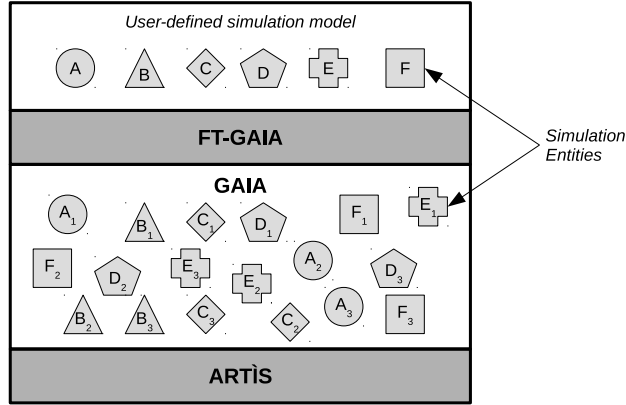 User-defined simulation model
A B C D E F
FT-GAIA
Simulation
Entities
GAIA
A1 B1 C1 D1 F1 E1
F2 D2 E3 E2 A2 D3
B2 B3 C3 C2 A3 F3
ARTÌS